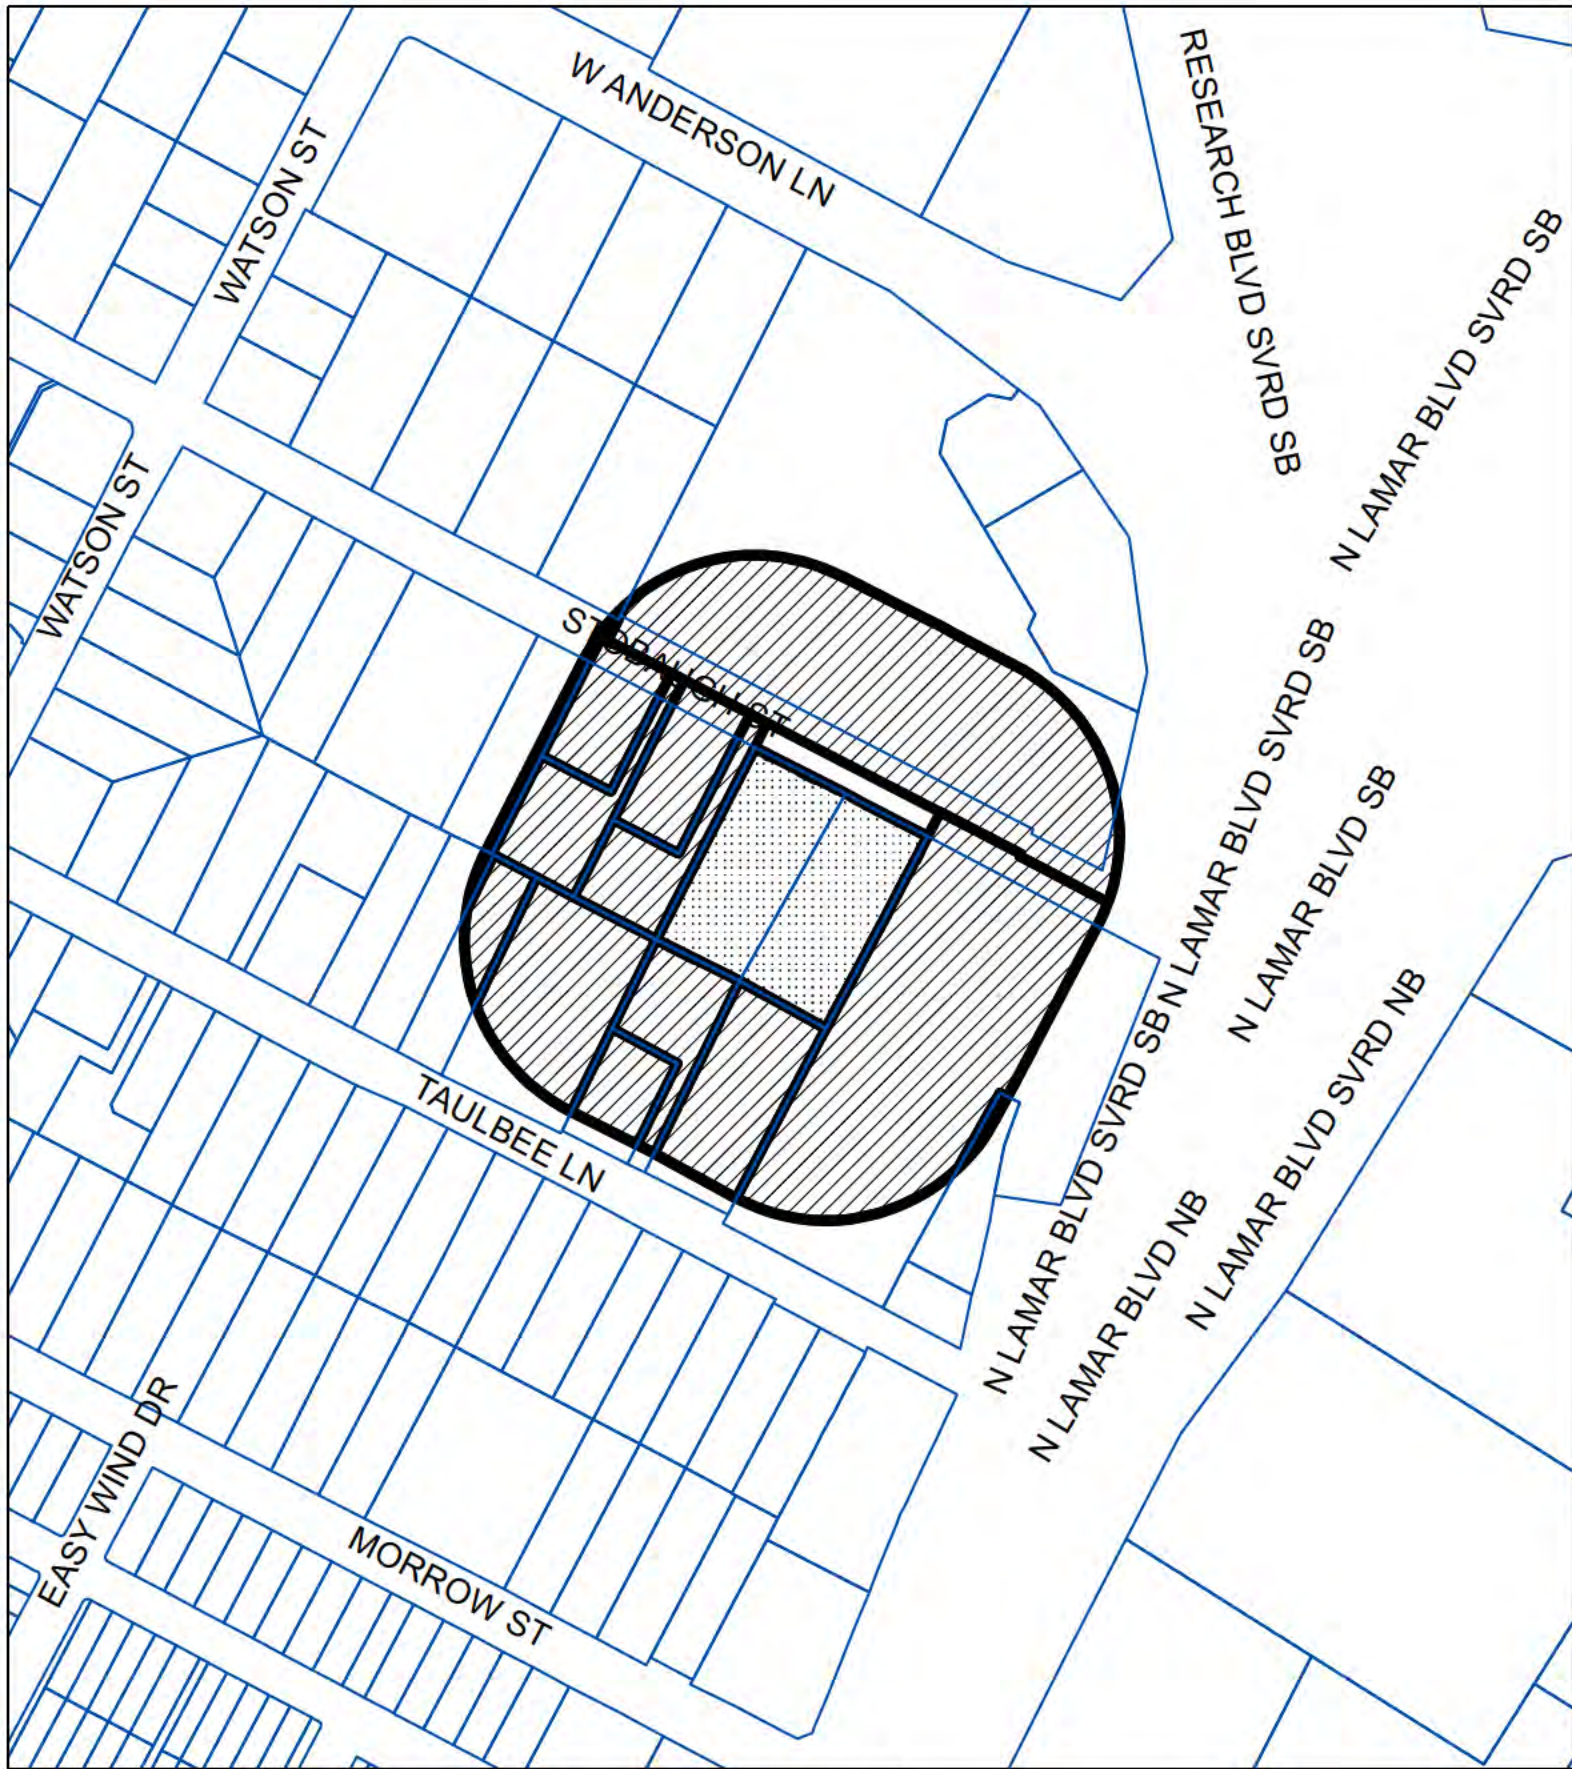 W ANDERSON LN
RESEARCH BLVD SVRD SB
WATSON ST
N LAMAR BLVD SVRD SB
WATSON ST
STOBAUGH ST
N LAMAR BLVD SVRD SB
N LAMAR BLVD SB
N LAMAR BLVD SVRD NB
N LAMAR BLVD SVRD SB
TAULBEE LN
N LAMAR BLVD NB
EASY WIND DR
MORROW ST